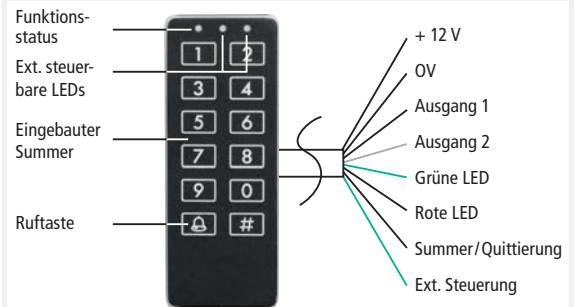 Funktions-
status
Ext. steuer-
bare LEDs
Eingebauter
Summer
Ruftaste
1 2
3 4
5 6
7 8
9 0
#
+ 12 V
OV
Ausgang 1
Ausgang 2
Grüne LED
Rote LED
Summer/Quittierung
Ext. Steuerung